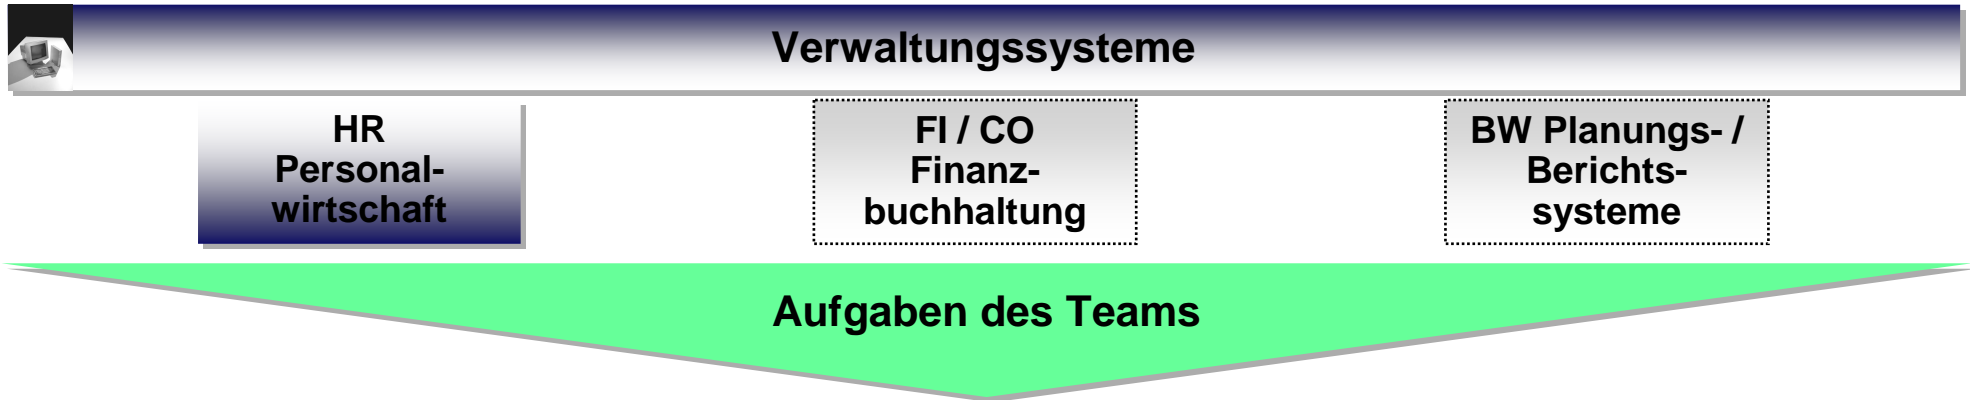 Verwaltungssysteme
HR
Personal-
wirtschaft
FI / CO
Finanz-
buchhaltung
BW Planungs- /
Berichts-
systeme
Aufgaben des Teams